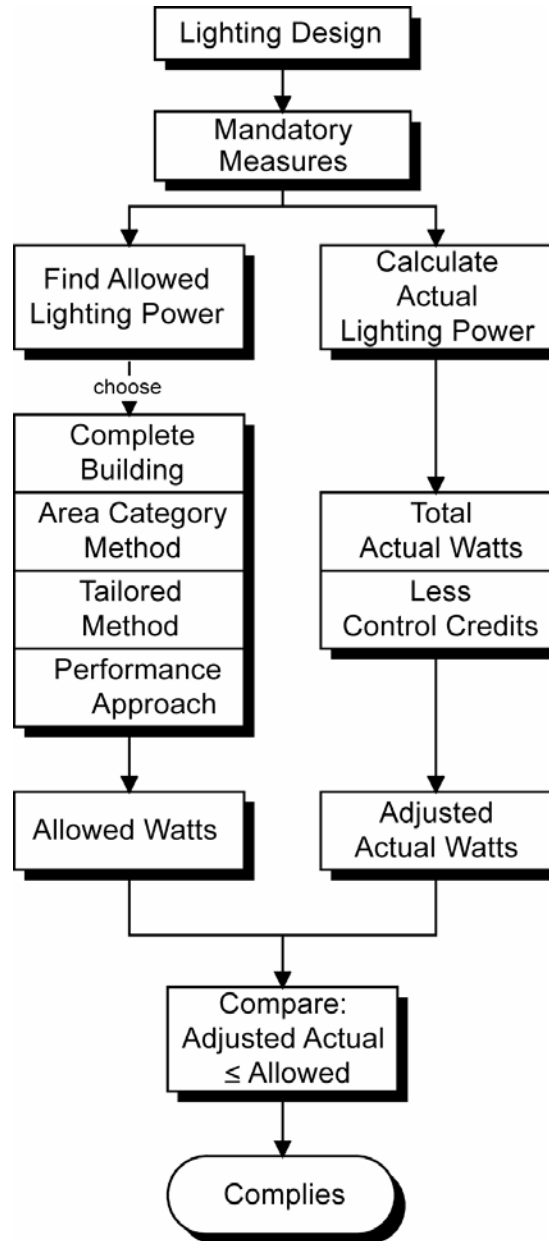 Lighting Design
Mandatory
Measures
Find Allowed
Lighting Power
choose
Complete
Building
Area Category
Method
Tailored
Method
Performance
Approach
Allowed Watts
Calculate
Actual
Lighting Power
Total
Actual Watts
Less
Control Credits
Adjusted
Actual Watts
Compare:
Adjusted Actual
≤ Allowed
Complies